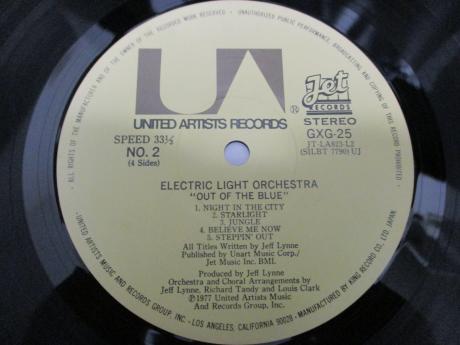 ALL RIGHTS OF THE MANUFACTURER AND OF THE OWNER OF THE RECORDED WORK RESERVED • UNAUTHORISED PUBLIC PERFORMANCE, BROADCASTING AND COPYING OF THIS RECORD PROHIBITED •
UA
®
UNITED ARTISTS RECORDS
Jet
RECORDS
SPEED 33⅓
NO. 2
(4 Sides)
STEREO
GXG-25
JT-LA823-L2
(SILBT 7790) UJ
ELECTRIC LIGHT ORCHESTRA
"OUT OF THE BLUE"
1. NIGHT IN THE CITY
2. STARLIGHT
3. JUNGLE
4. BELIEVE ME NOW
5. STEPPIN' OUT
All Titles Written by Jeff Lynne
Published by Unart Music Corp./
Jet Music Inc. BML
Produced by Jeff Lynne
Orchestra and Choral Arrangements by
Jeff Lynne, Richard Tandy and Louis Clark
℗1977 United Artists Music
And Records Group, Inc.
•UNITED ARTISTS MUSIC AND RECORDS GROUP, INC. •LOS ANGELES, CALIFORNIA 90028 • MANUFACTURED BY KING RECORD CO. LTD. JAPAN